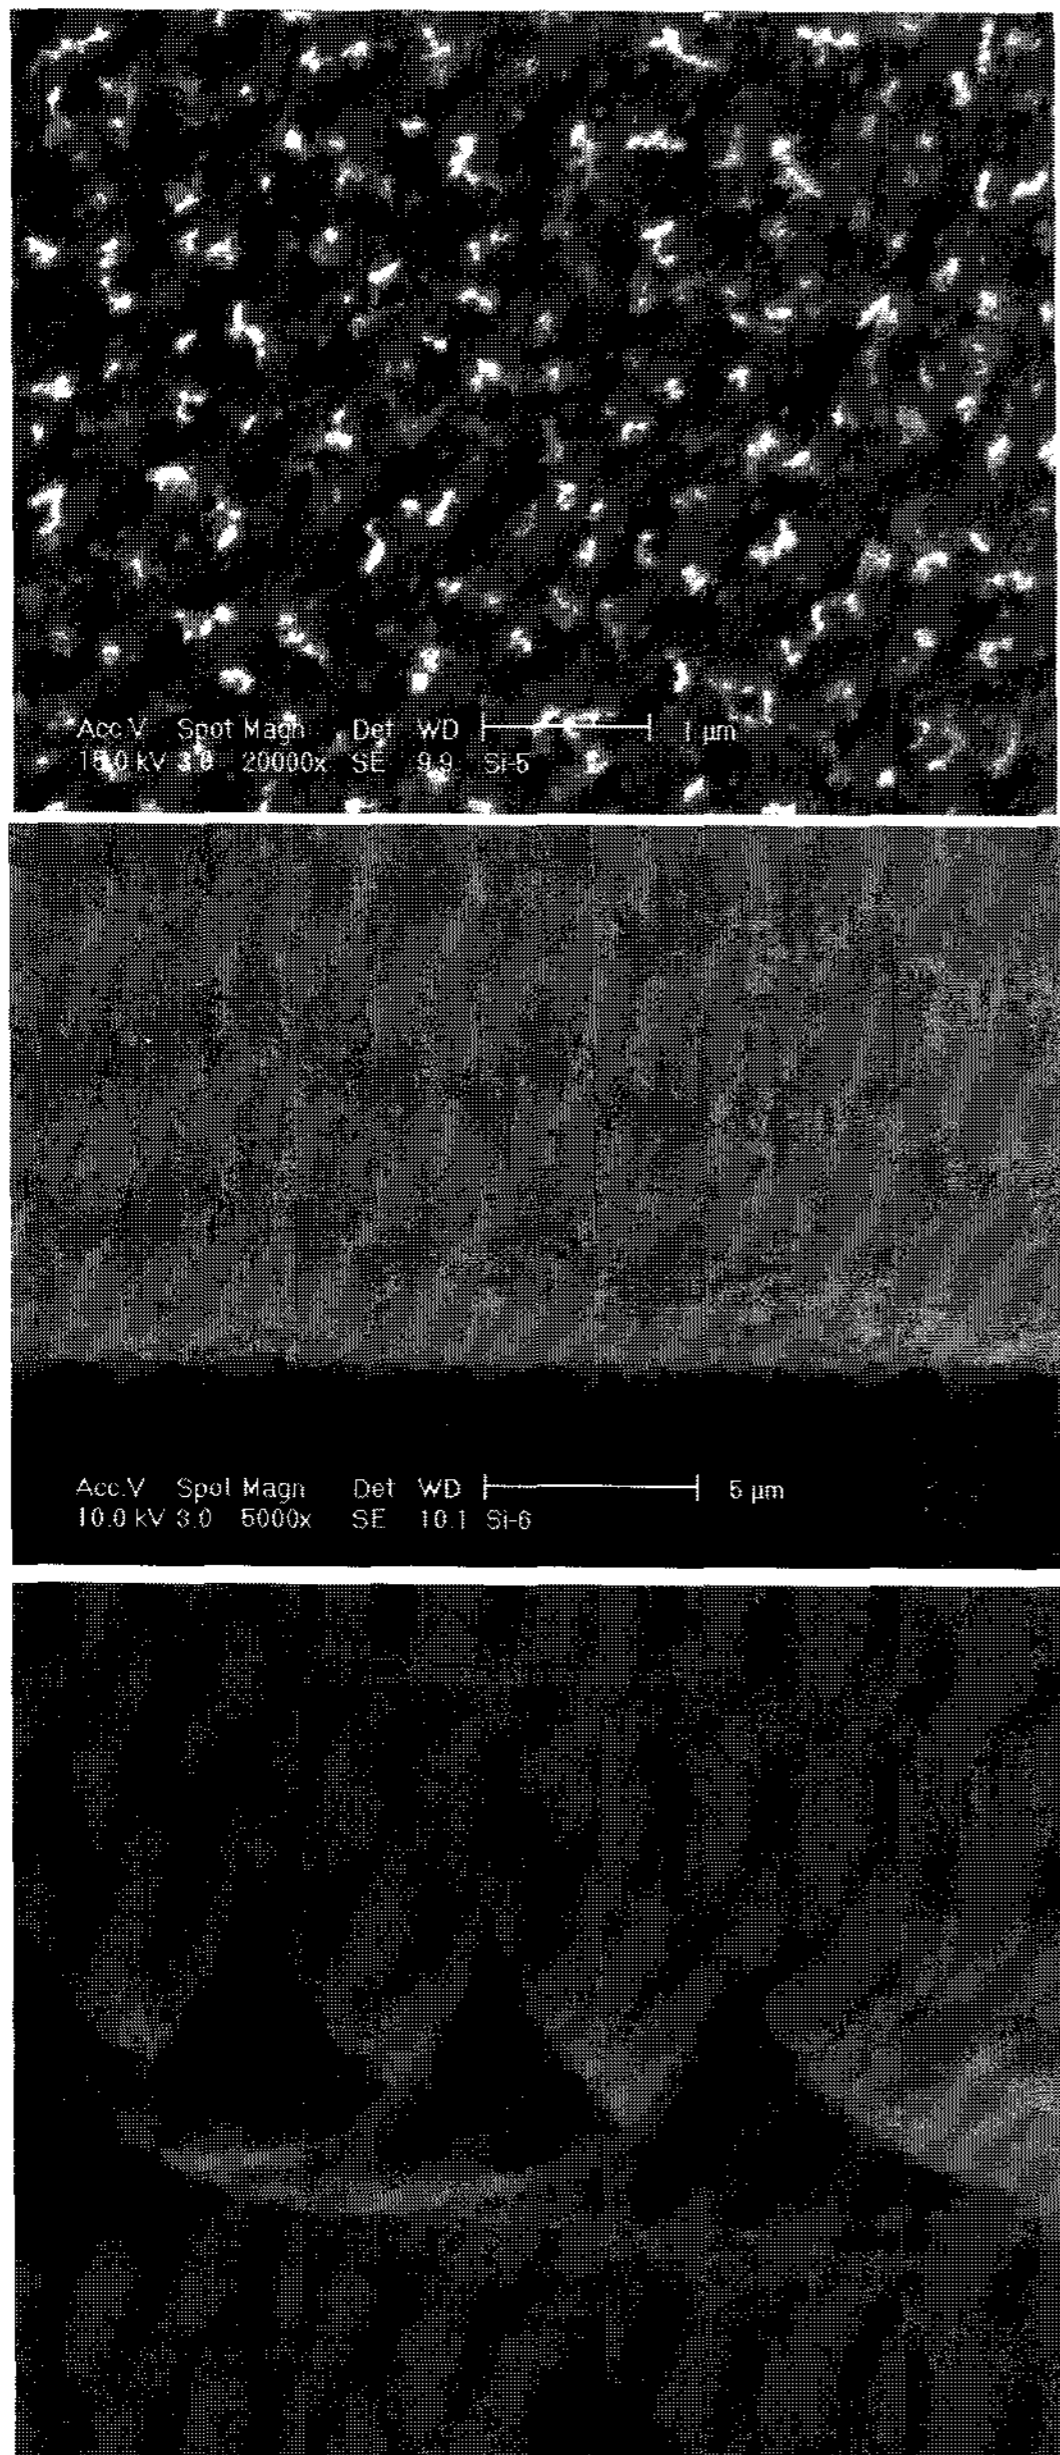 Acc.V Spot Magn Det WD 1 µm
15.0 kV 3.0 20000x SE 9.9 Si-5
Acc.V Spot Magn Det WD 5 µm
10.0 kV 3.0 5000x SE 10.1 Si-6